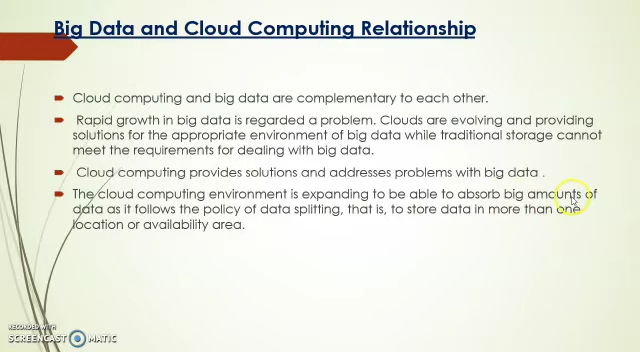 Big Data and Cloud Computing Relationship
Cloud computing and big data are complementary to each other.
Rapid growth in big data is regarded a problem. Clouds are evolving and providing
solutions for the appropriate environment of big data while traditional storage cannot
meet the requirements for dealing with big data.
Cloud computing provides solutions and addresses problems with big data .
The cloud computing environment is expanding to be able to absorb big amounts of
data as it follows the policy of data splitting, that is, to store data in more than one
location or availability area.
RECORDED WITH
SCREENCAST MATIC